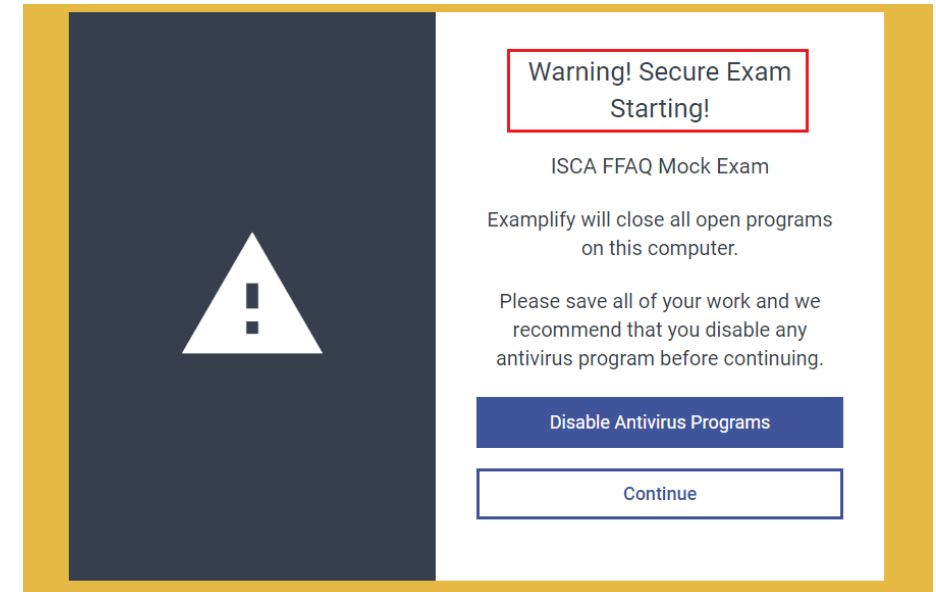 Warning! Secure Exam
Starting!
ISCA FFAQ Mock Exam
Examplify will close all open programs
on this computer.
Please save all of your work and we
recommend that you disable any
antivirus program before continuing.
Disable Antivirus Programs
Continue